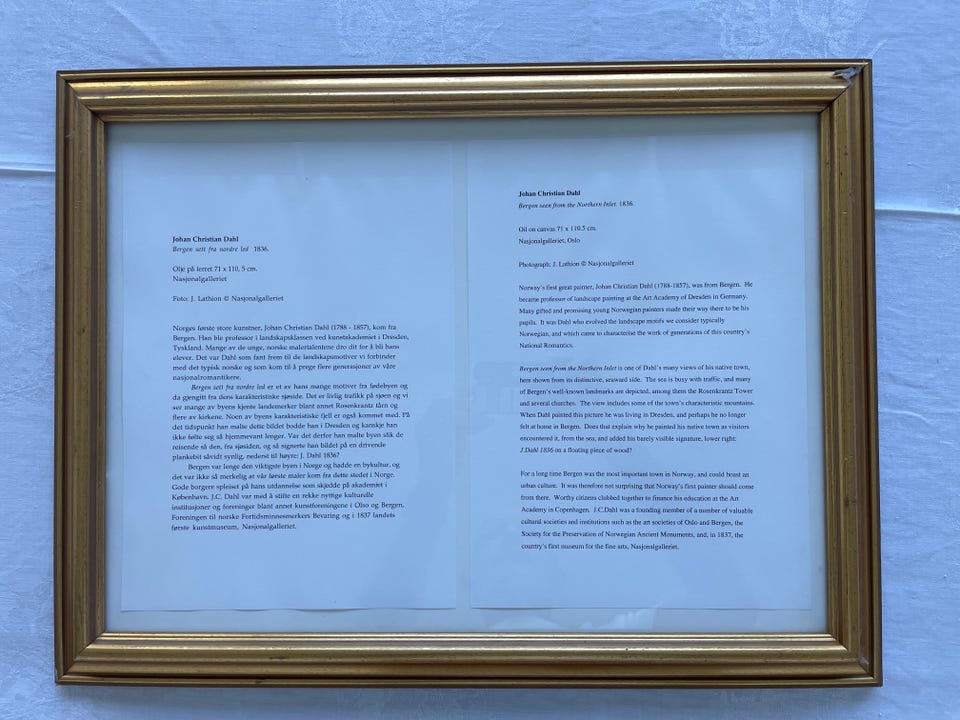 Johan Christian Dahl
Bergen sett fra nordre led 1836.
Olje på lerret 71 x 110, 5 cm.
Nasjonalgalleriet
Foto: J. Lathion © Nasjonalgalleriet
Norges første store kunstner, Johan Christian Dahl (1788 - 1857), kom fra
Bergen. Han ble professor i landskapsklassen ved kunstakademiet i Dresden,
Tyskland. Mange av de unge, norske malertalentene dro dit for å bli hans
elever. Det var Dahl som fant frem til de landskapsmotiver vi forbinder
med det typisk norske og som kom til å prege flere generasjoner av våre
nasjonalromantikere.
Bergen sett fra nordre led er et av hans mange motiver fra fødebyen og
da gjengitt fra dens karakteristiske sjøside. Det er livlig trafikk på sjøen og vi
ser mange av byens kjente landemerker blant annet Rosenkrantz tårn og
flere av kirkene. Noen av byens karakteristiske fjell er også kommet med. På
det tidspunkt han malte dette bildet bodde han i Dresden og kanskje han
ikke følte seg så hjemmevant lenger. Var det derfor han malte byen slik de
reisende så den, fra sjøsiden, og så signerte han bildet på en drivende
plankebit såvidt synlig, nederst til høyre: J. Dahl 1836?
Bergen var lenge den viktigste byen i Norge og hadde en bykultur, og
det var ikke så merkelig at vår første maler kom fra dette stedet i Norge.
Gode borgere spleiset på hans utdannelse som skjedde på akademiet i
København. J.C. Dahl var med å stifte en rekke nyttige kulturelle
institusjoner og foreninger blant annet kunstforeningene i Olso og Bergen,
Foreningen til norske Fortidsminnesmerkers Bevaring og i 1837 landets
første kunstmuseum, Nasjonalgalleriet.
Johan Christian Dahl
Bergen seen from the Northern Inlet. 1836.
Oil on canvas 71 x 110.5 cm.
Nasjonalgalleriet, Oslo
Photograph: J. Lathion © Nasjonalgalleriet
Norway's first great painter, Johan Christian Dahl (1788-1857), was from Bergen. He
became professor of landscape painting at the Art Academy of Dresden in Germany.
Many gifted and promising young Norwegian painters made their way there to be his
pupils. It was Dahl who evolved the landscape motifs we consider typically
Norwegian, and which came to characterise the work of generations of this country's
National Romantics.
Bergen seen from the Northern Inlet is one of Dahl's many views of his native town,
here shown from its distinctive, seaward side. The sea is busy with traffic, and many
of Bergen's well-known landmarks are depicted, among them the Rosenkrantz Tower
and several churches. The view includes some of the town's characteristic mountains.
When Dahl painted this picture he was living in Dresden, and perhaps he no longer
felt at home in Bergen. Does that explain why he painted his native town as visitors
encountered it, from the sea, and added his barely visible signature, lower right:
J.Dahl 1836 on a floating piece of wood?
For a long time Bergen was the most important town in Norway, and could boast an
urban culture. It was therefore not surprising that Norway's first painter should come
from there. Worthy citizens clubbed together to finance his education at the Art
Academy in Copenhagen. J.C.Dahl was a founding member of a number of valuable
cultural societies and institutions such as the art societies of Oslo and Bergen, the
Society for the Preservation of Norwegian Ancient Monuments, and, in 1837, the
country's first museum for the fine arts, Nasjonalgalleriet.